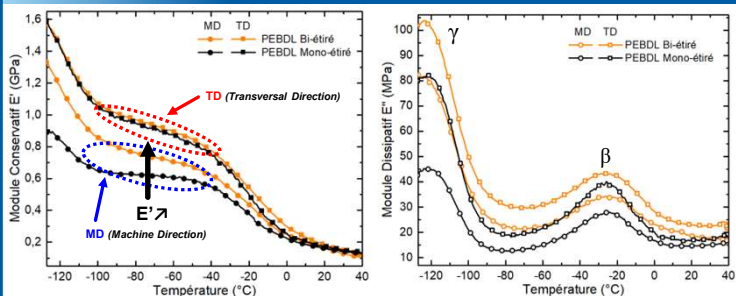 Module Conservatif E' (GPa)
1,6
1,4
1,2
1,0
0,8
0,6
0,4
0,2
MD TD
PEBDL Bi-étiré
PEBDL Mono-étiré
TD (Transversal Direction)
E'↗
MD (Machine Direction)
-120 -100 -80 -60 -40 -20 0 20 40
Température (°C)
Module Dissipatif E'' (MPa)
100
90
80
70
60
50
40
30
20
10
γ
MD TD
PEBDL Bi-étiré
PEBDL Mono-étiré
β
-120 -100 -80 -60 -40 -20 0 20 40
Température (°C)